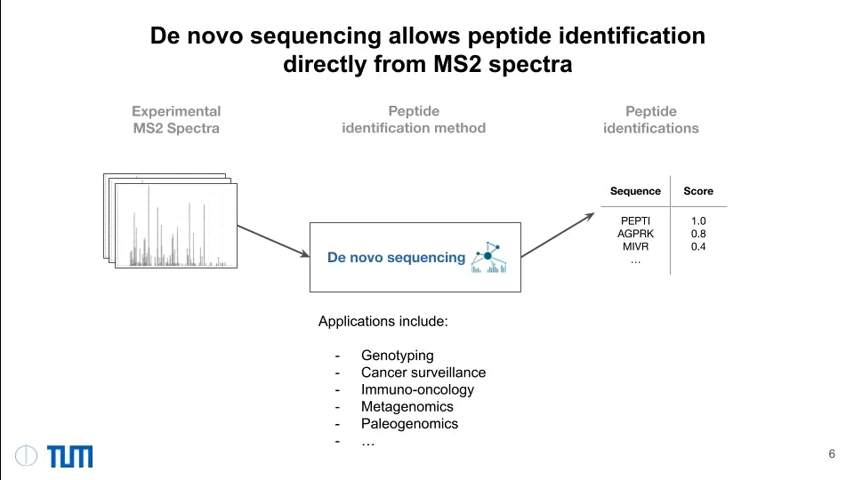 De novo sequencing allows peptide identification
directly from MS2 spectra
Experimental
MS2 Spectra
Peptide
identification method
Peptide
identifications
De novo sequencing
Sequence Score
PEPTI 1.0
AGPRK 0.8
MIVR 0.4
…
Applications include:
- Genotyping
- Cancer surveillance
- Immuno-oncology
- Metagenomics
- Paleogenomics
- …
TUM
6